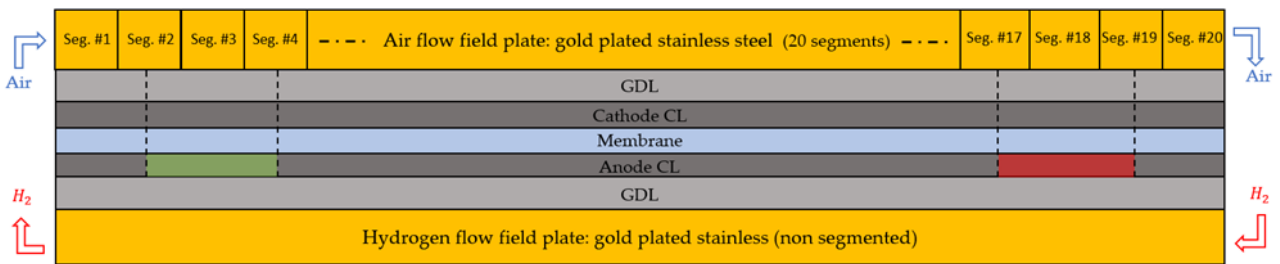 Seg. #1 Seg. #2 Seg. #3 Seg. #4 Air flow field plate: gold plated stainless steel (20 segments) Seg. #17 Seg. #18 Seg. #19 Seg. #20
Air Air
GDL
Cathode CL
Membrane
Anode CL
GDL
H₂ H₂
Hydrogen flow field plate: gold plated stainless (non segmented)